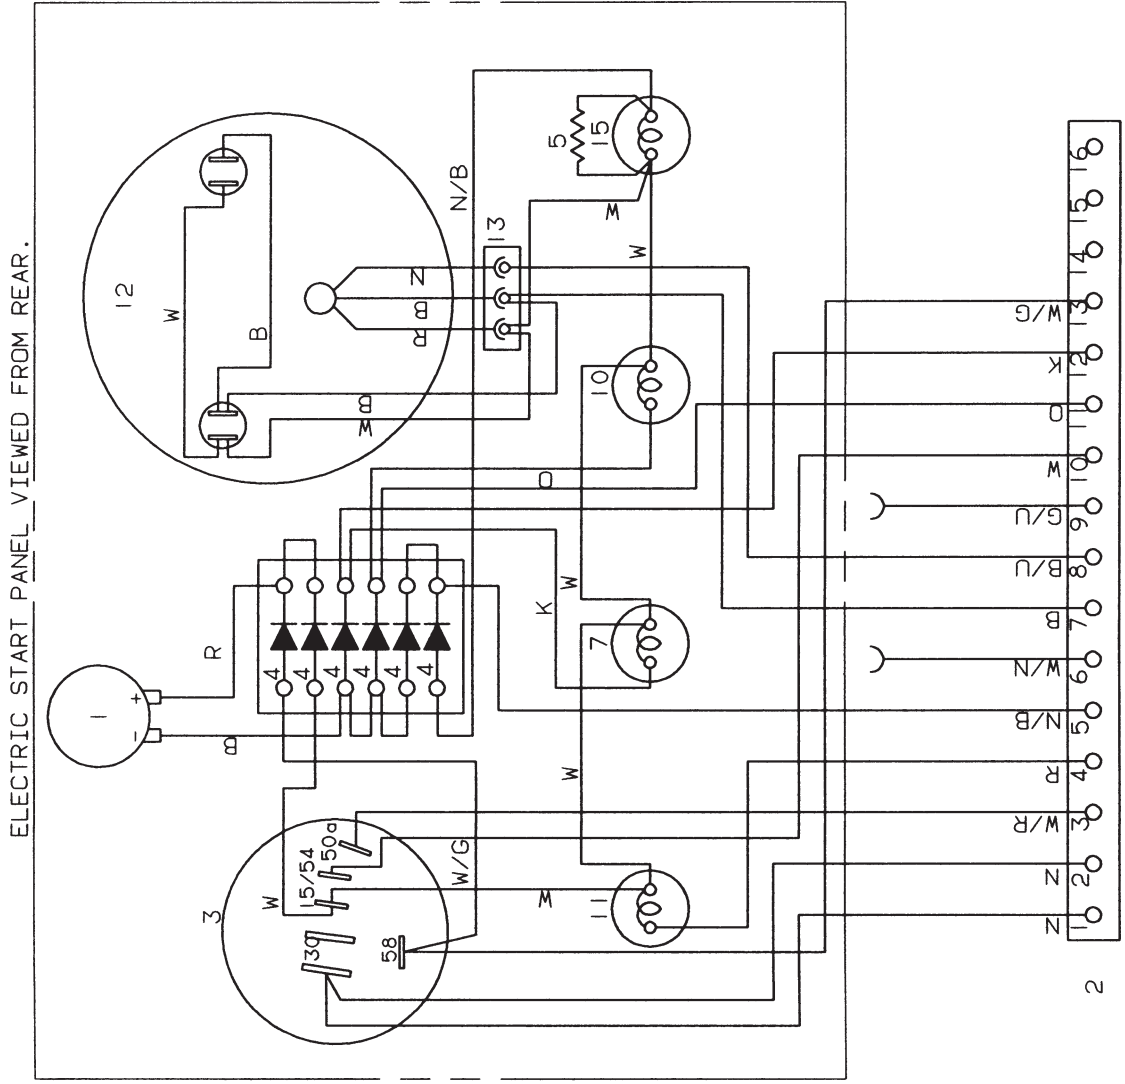 ELECTRIC START PANEL VIEWED FROM REAR.
12
W
B
B
W
N
B
R
13
N/B
5
15
W
W
10
1
+
-
R
B
4
4
4
4
4
4
O
K
W
7
W
3
W
30
15/54
50a
58
W/G
W
11
16
15
14
13 W/G
12 K
11 O
10 W
9 G/U
8 B/U
7 B
6 W/N
5 N/B
4 R
3 W/R
2 N
1 N
2